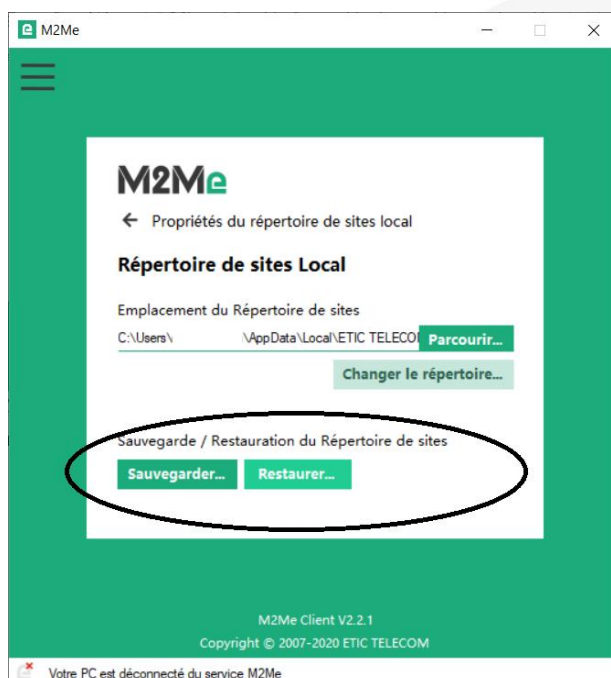 M2Me
M2Me
Propriétés du répertoire de sites local
Répertoire de sites Local
Emplacement du Répertoire de sites
C:\Users\ \AppData\Local\ETIC TELECO Parcourir...
Changer le répertoire...
Sauvegarde / Restauration du Répertoire de sites
Sauvegarder... Restaurer...
M2Me Client V2.2.1
Copyright © 2007-2020 ETIC TELECOM
Votre PC est déconnecté du service M2Me